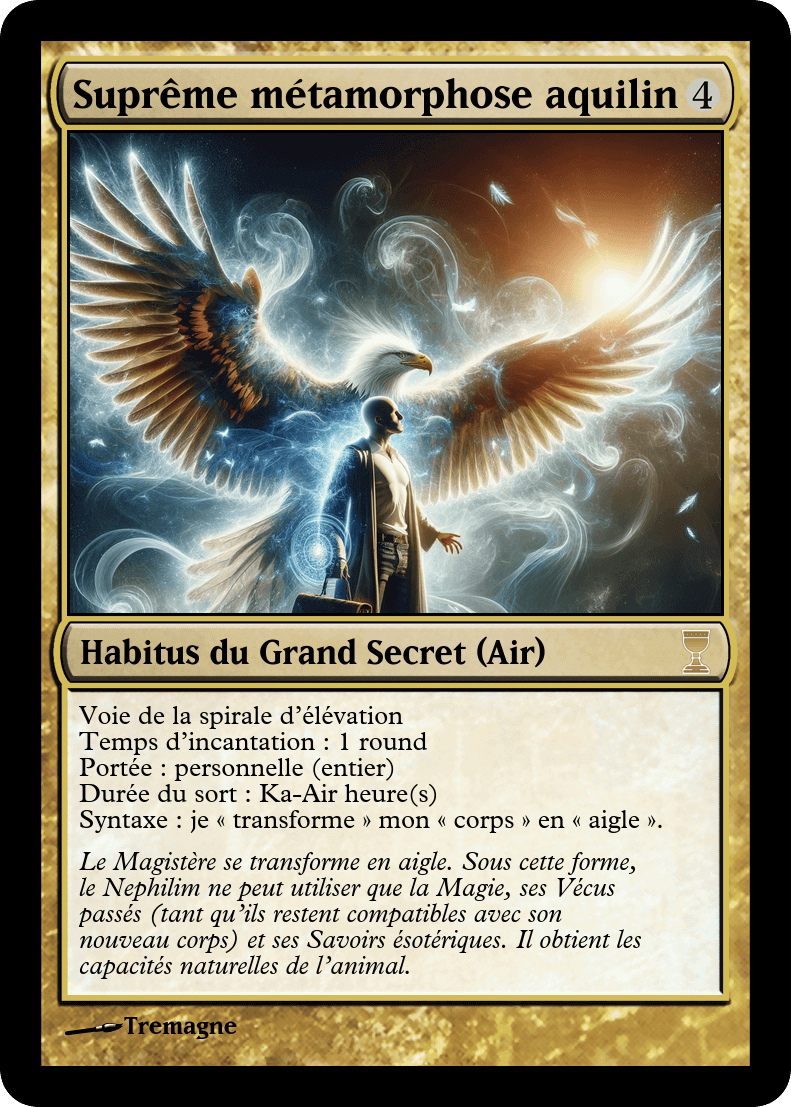 Suprême métamorphose aquilin 4
Habitus du Grand Secret (Air)
Voie de la spirale d’élévation
Temps d’incantation : 1 round
Portée : personnelle (entier)
Durée du sort : Ka-Air heure(s)
Syntaxe : je « transforme » mon « corps » en « aigle ».
Le Magistère se transforme en aigle. Sous cette forme,
le Nephilim ne peut utiliser que la Magie, ses Vécus
passés (tant qu’ils restent compatibles avec son
nouveau corps) et ses Savoirs ésotériques. Il obtient les
capacités naturelles de l’animal.
Tremagne